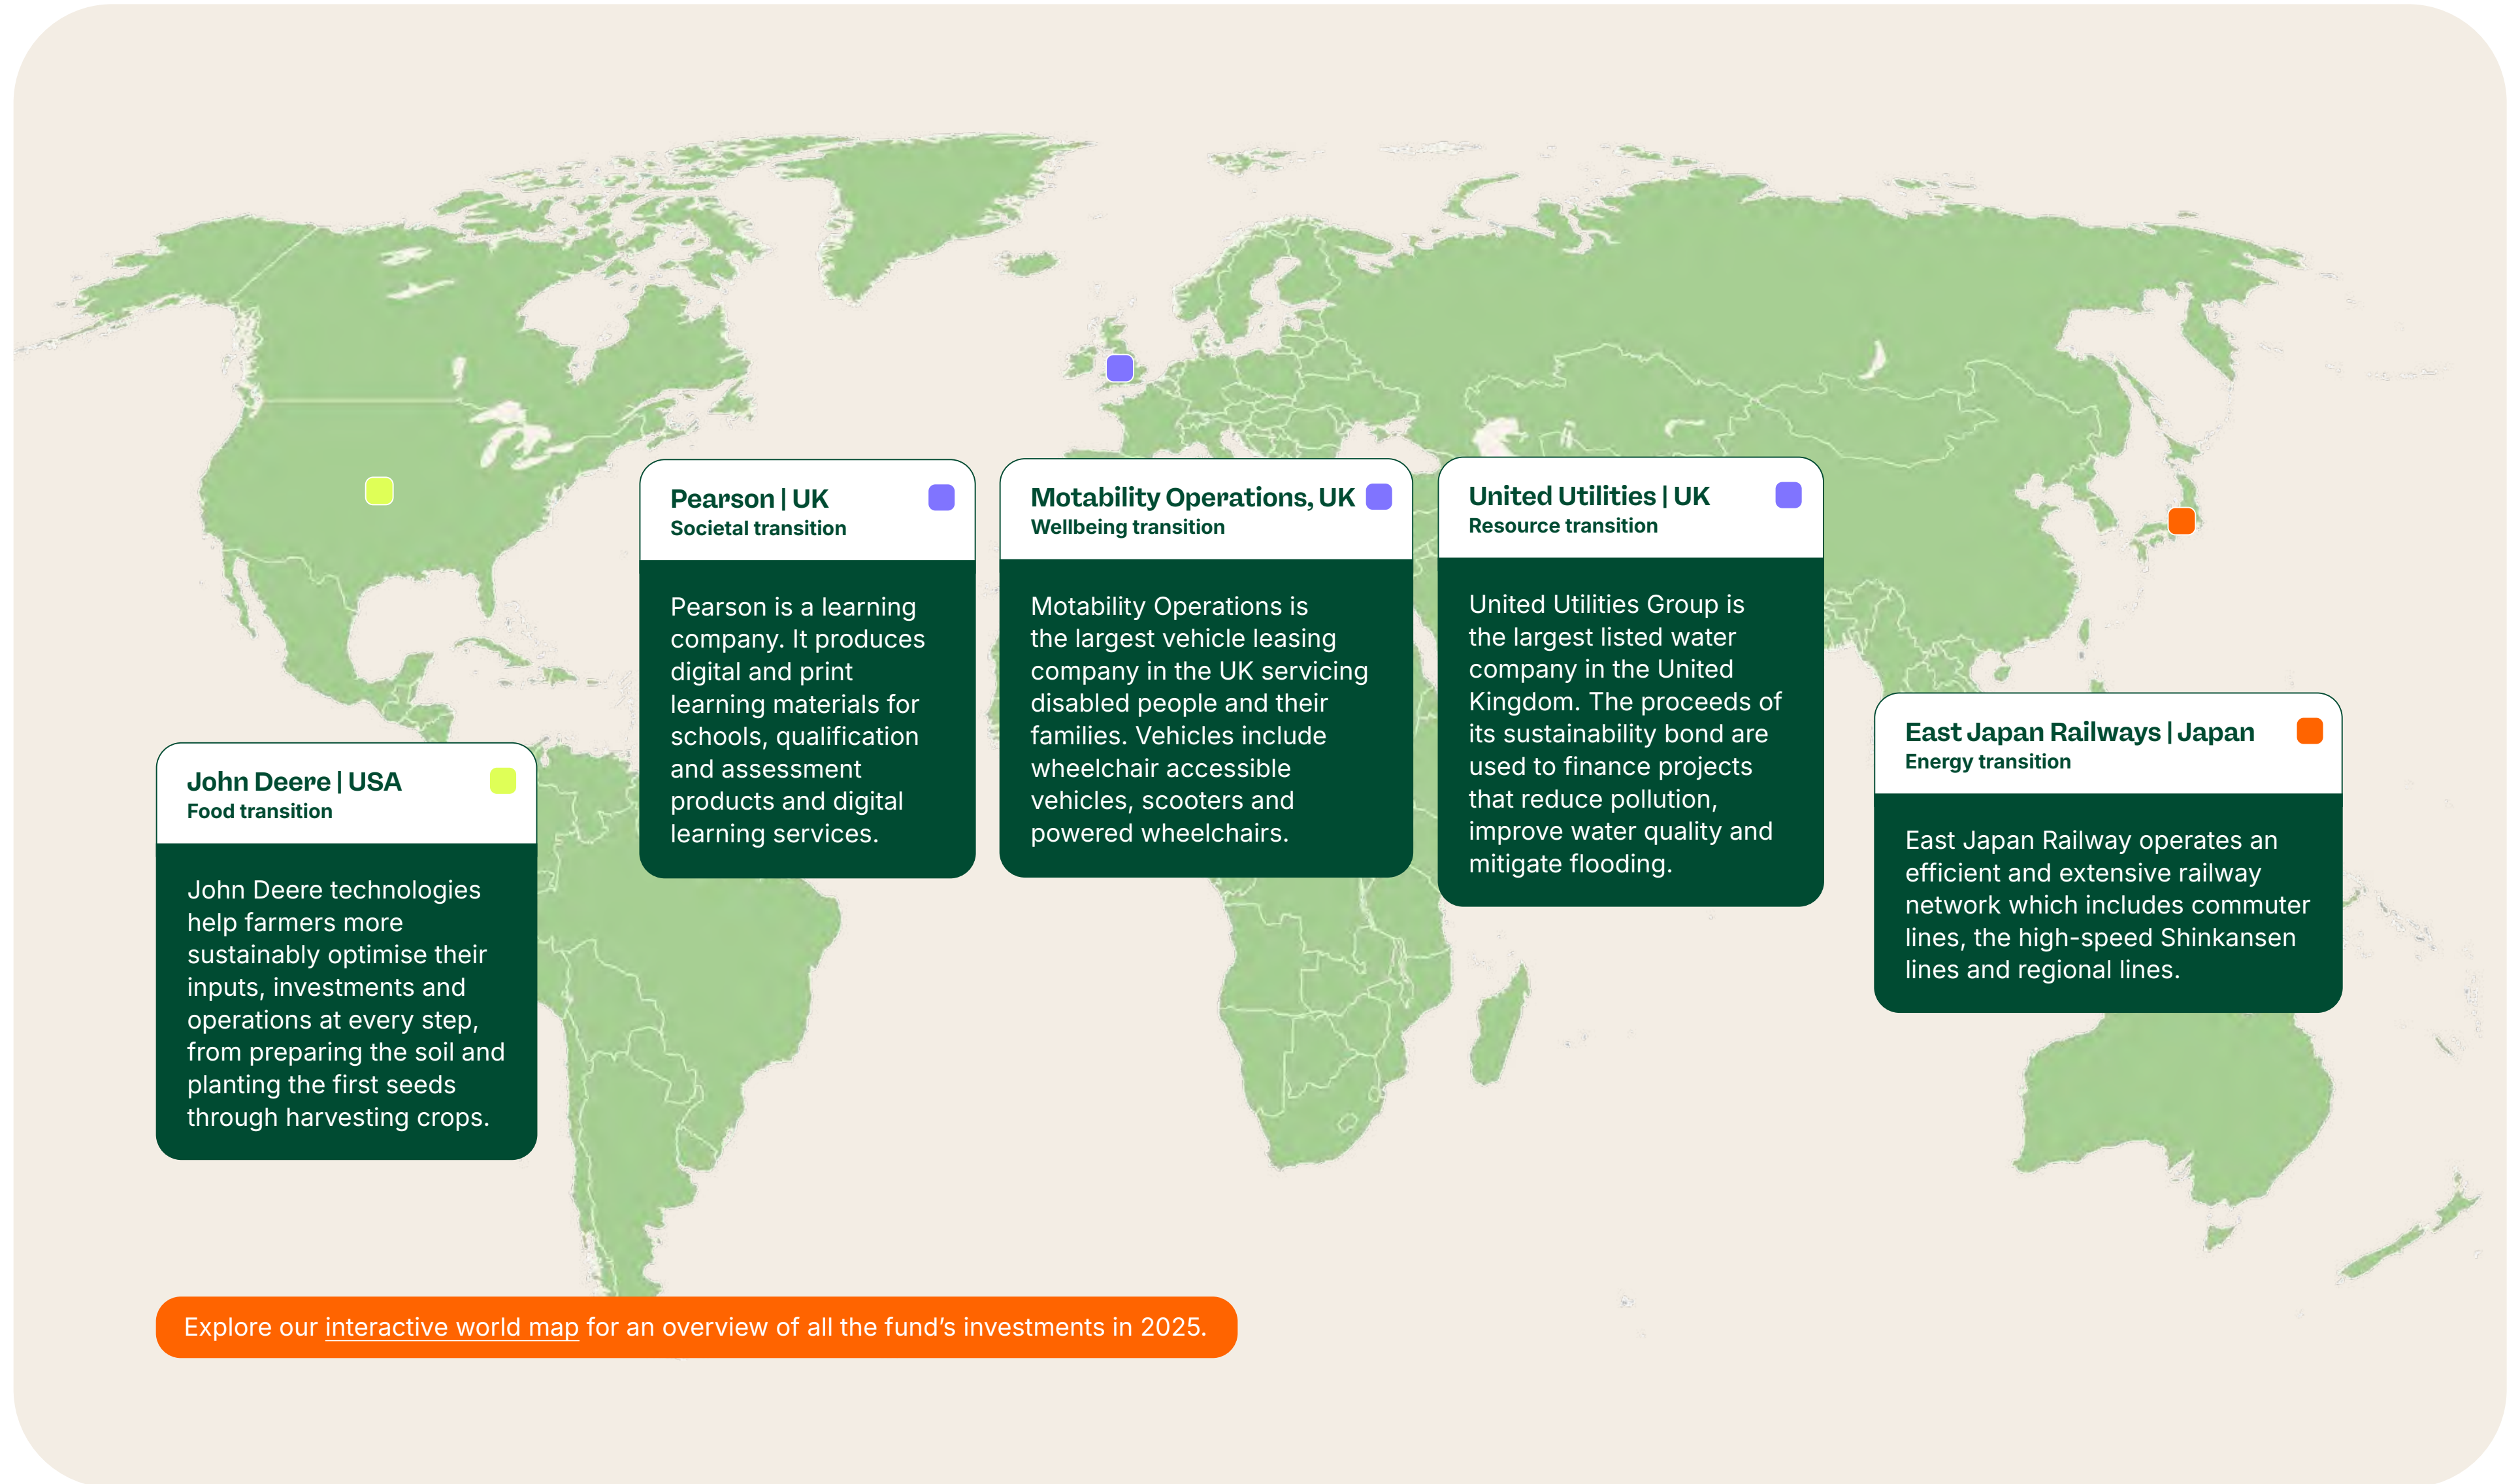 Pearson | UK
Societal transition
Pearson is a learning
company. It produces
digital and print
learning materials for
schools, qualification
and assessment
products and digital
learning services.
Motability Operations, UK
Wellbeing transition
Motability Operations is
the largest vehicle leasing
company in the UK servicing
disabled people and their
families. Vehicles include
wheelchair accessible
vehicles, scooters and
powered wheelchairs.
United Utilities | UK
Resource transition
United Utilities Group is
the largest listed water
company in the United
Kingdom. The proceeds of
its sustainability bond are
used to finance projects
that reduce pollution,
improve water quality and
mitigate flooding.
East Japan Railways | Japan
Energy transition
East Japan Railway operates an
efficient and extensive railway
network which includes commuter
lines, the high-speed Shinkansen
lines and regional lines.
John Deere | USA
Food transition
John Deere technologies
help farmers more
sustainably optimise their
inputs, investments and
operations at every step,
from preparing the soil and
planting the first seeds
through harvesting crops.
Explore our interactive world map for an overview of all the fund’s investments in 2025.